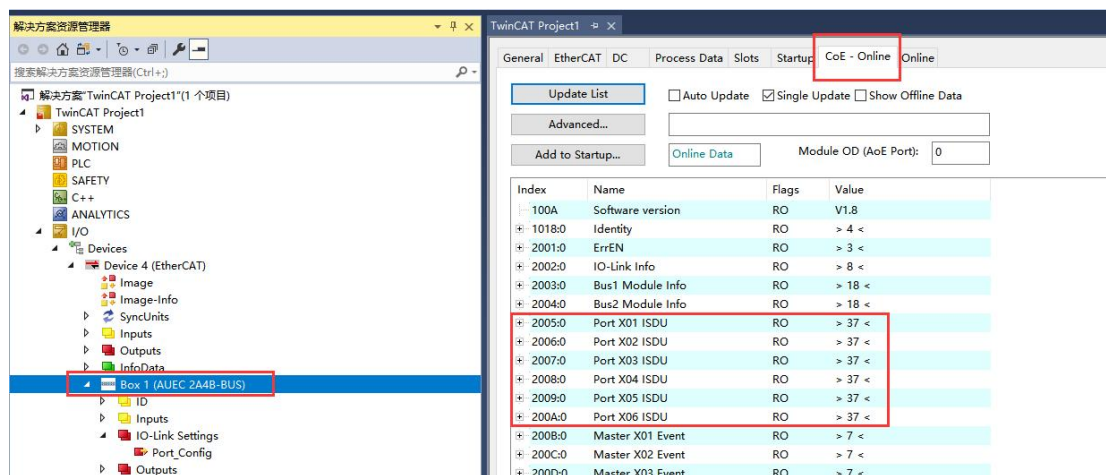 解决方案资源管理器
搜索解决方案资源管理器(Ctrl+;)
解决方案"TwinCAT Project1"(1 个项目)
TwinCAT Project1
SYSTEM
MOTION
PLC
SAFETY
C++
ANALYTICS
I/O
Devices
Device 4 (EtherCAT)
Image
Image-Info
SyncUnits
Inputs
Outputs
InfoData
Box 1 (AUEC 2A4B-BUS)
ID
Inputs
IO-Link Settings
Port_Config
Outputs
TwinCAT Project1
General EtherCAT DC Process Data Slots Startup CoE - Online Online
Update List Auto Update Single Update Show Offline Data
Advanced...
Add to Startup... Online Data Module OD (AoE Port): 0
Index Name Flags Value
100A Software version RO V1.8
1018:0 Identity RO > 4 <
2001:0 ErrEN RO > 3 <
2002:0 IO-Link Info RO > 8 <
2003:0 Bus1 Module Info RO > 18 <
2004:0 Bus2 Module Info RO > 18 <
2005:0 Port X01 ISDU RO > 37 <
2006:0 Port X02 ISDU RO > 37 <
2007:0 Port X03 ISDU RO > 37 <
2008:0 Port X04 ISDU RO > 37 <
2009:0 Port X05 ISDU RO > 37 <
200A:0 Port X06 ISDU RO > 37 <
200B:0 Master X01 Event RO > 7 <
200C:0 Master X02 Event RO > 7 <
200D:0 Master X03 Event RO > 7 <